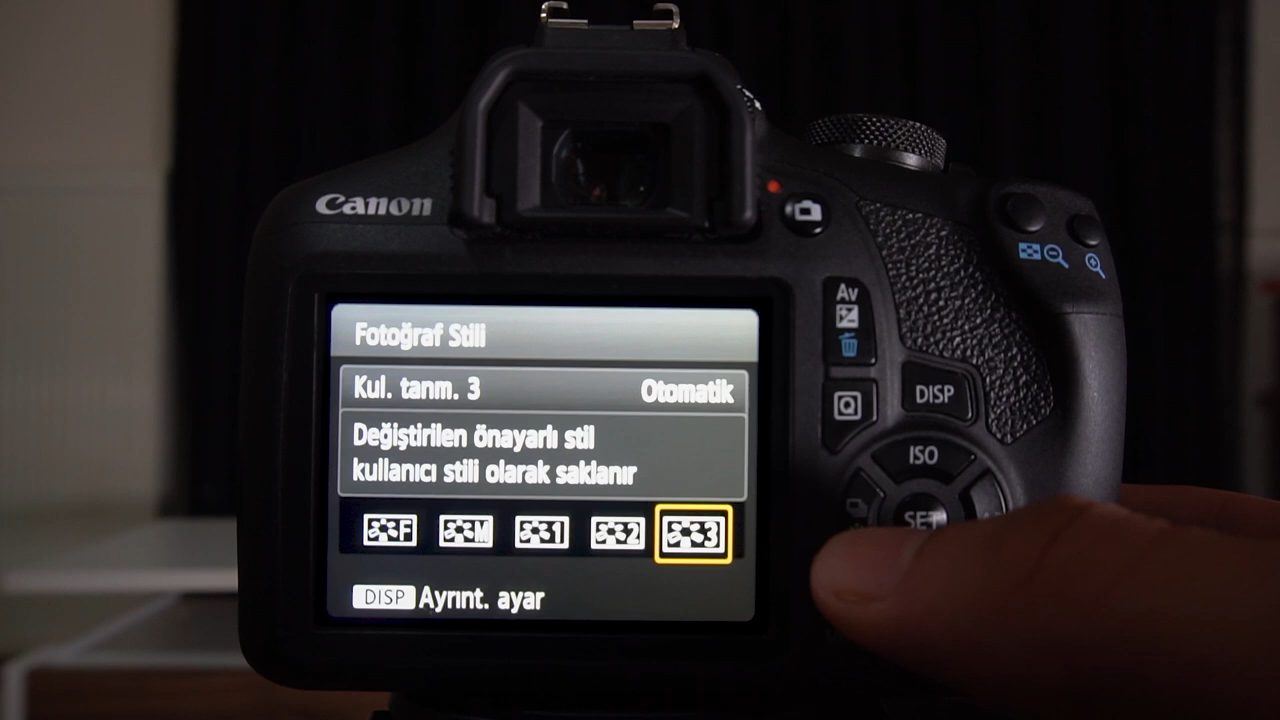 Canon
Fotoğraf Stili
Kul. tanm. 3 Otomatik
Değiştirilen önayarlı stil
kullanıcı stili olarak saklanır
F M 1 2 3
DISP Ayrınt. ayar
Av
Q DISP
ISO
SET